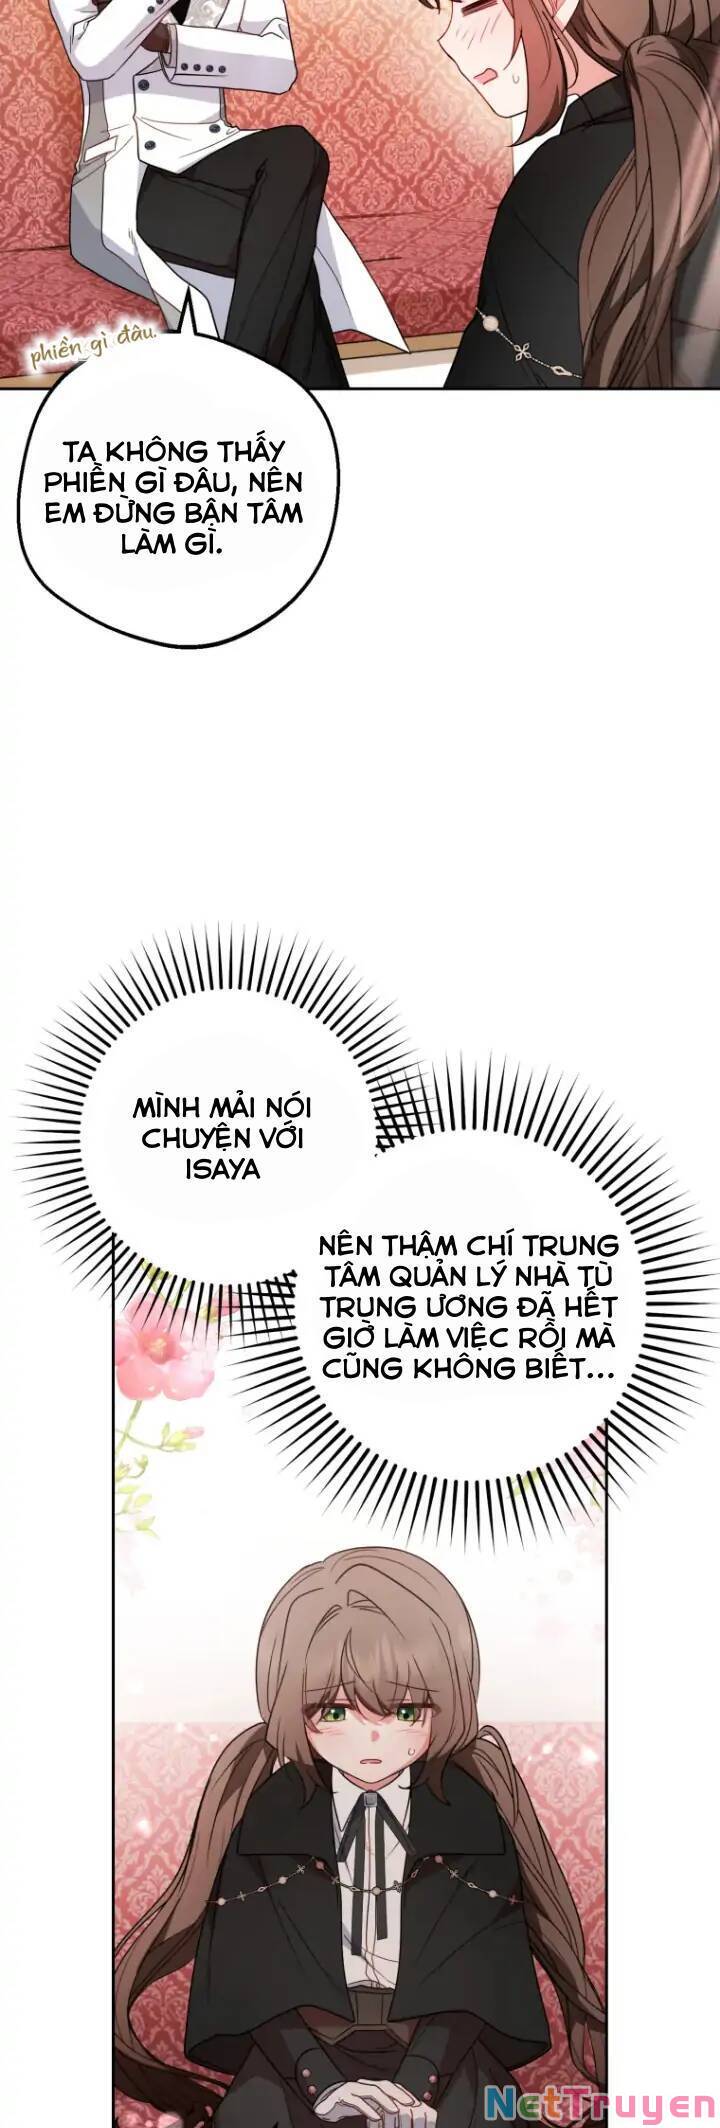 phiền gì đâu.
TA KHÔNG THẤY
PHIỀN GÌ ĐÂU, NÊN
EM ĐỪNG BẬN TÂM
LÀM GÌ.
MÌNH MẢI NÓI
CHUYỆN VỚI
ISAYA
NÊN THẬM CHÍ TRUNG
TÂM QUẢN LÝ NHÀ TÙ
TRUNG ƯƠNG ĐÃ HẾT
GIỜ LÀM VIỆC RỒI MÀ
CŨNG KHÔNG BIẾT...
NetTruyen